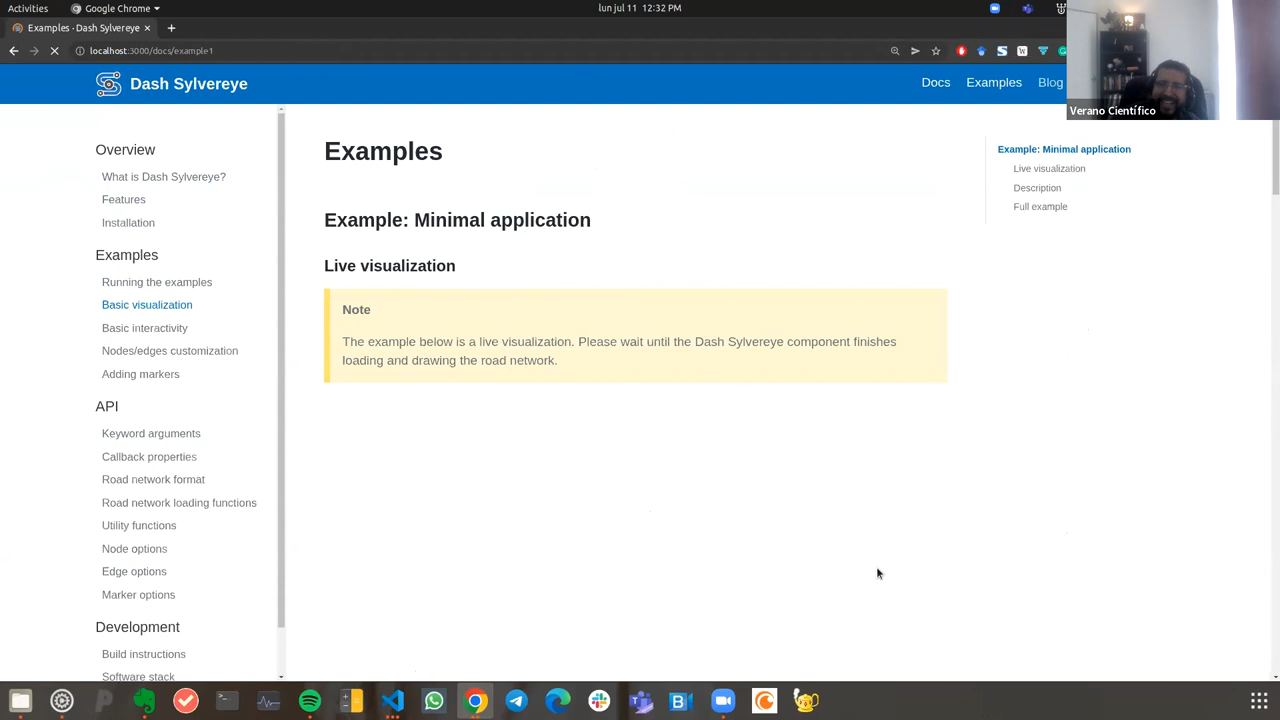 Activities
Google Chrome
lun jul 11 12:32 PM
Examples · Dash Sylvereye
localhost:3000/docs/example1
Dash Sylvereye
Docs
Examples
Blog
Verano Científico
Overview
What is Dash Sylvereye?
Features
Installation
Examples
Running the examples
Basic visualization
Basic interactivity
Nodes/edges customization
Adding markers
API
Keyword arguments
Callback properties
Road network format
Road network loading functions
Utility functions
Node options
Edge options
Marker options
Development
Build instructions
Software stack
Examples
Example: Minimal application
Live visualization
Note
The example below is a live visualization. Please wait until the Dash Sylvereye component finishes
loading and drawing the road network.
Example: Minimal application
Live visualization
Description
Full example